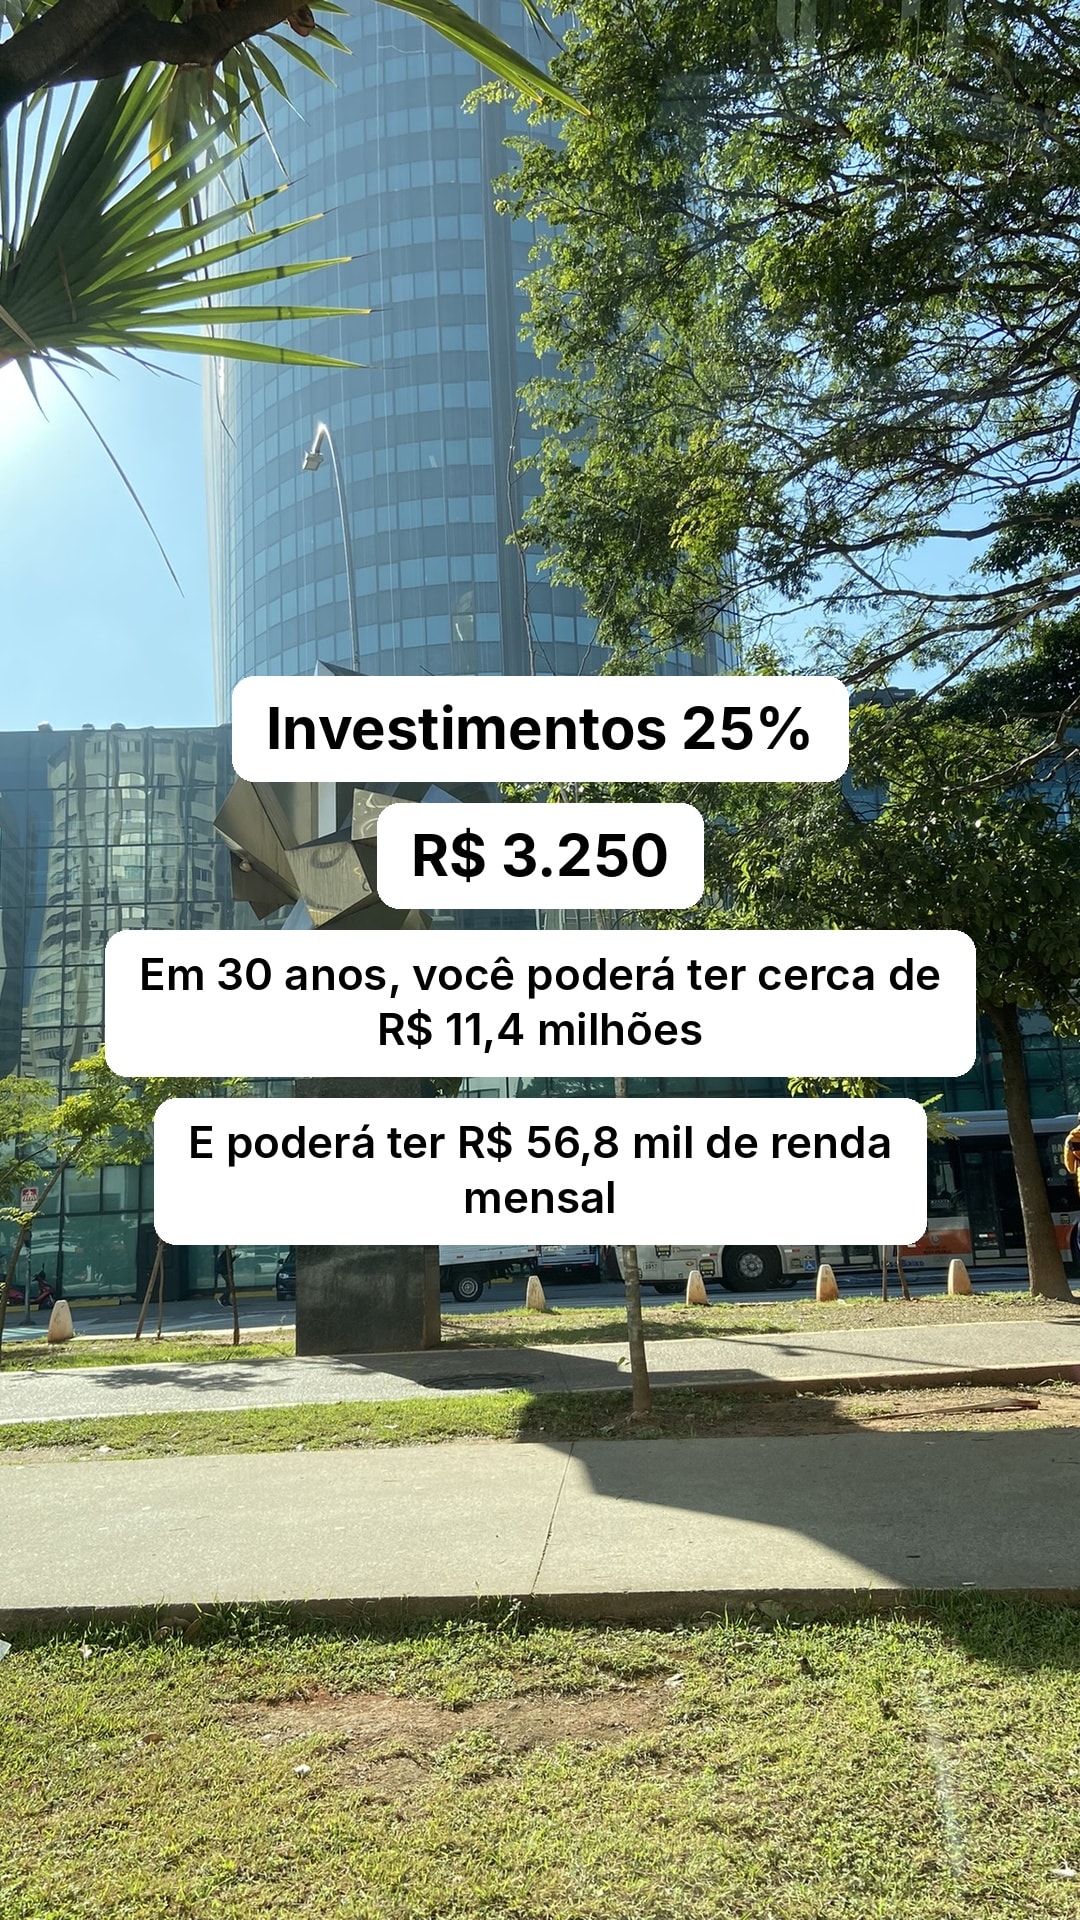 Investimentos 25%
R$ 3.250
Em 30 anos, você poderá ter cerca de
R$ 11,4 milhões
E poderá ter R$ 56,8 mil de renda
mensal